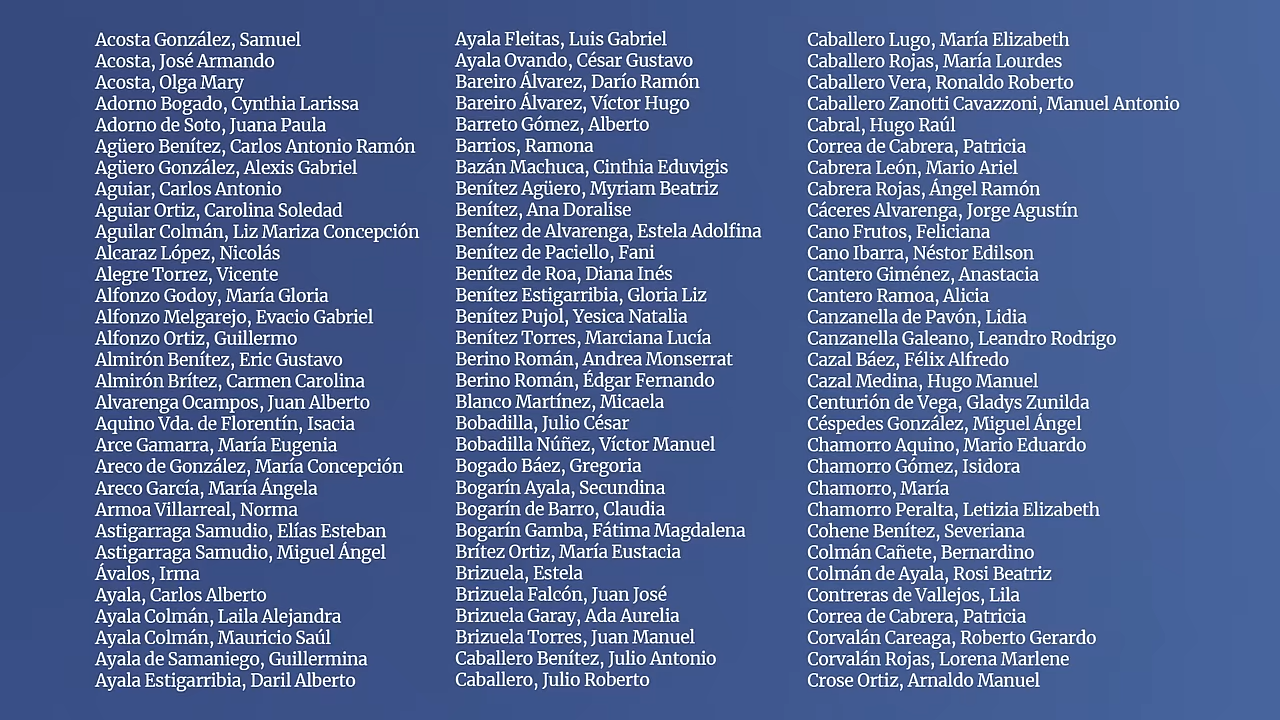 Acosta González, Samuel
Acosta, José Armando
Acosta, Olga Mary
Adorno Bogado, Cynthia Larissa
Adorno de Soto, Juana Paula
Agüero Benítez, Carlos Antonio Ramón
Agüero González, Alexis Gabriel
Aguiar, Carlos Antonio
Aguiar Ortiz, Carolina Soledad
Aguilar Colmán, Liz Mariza Concepción
Alcaraz López, Nicolás
Alegre Torrez, Vicente
Alfonzo Godoy, María Gloria
Alfonzo Melgarejo, Evacio Gabriel
Alfonzo Ortiz, Guillermo
Almirón Benítez, Eric Gustavo
Almirón Brítez, Carmen Carolina
Alvarenga Ocampos, Juan Alberto
Aquino Vda. de Florentín, Isacia
Arce Gamarra, María Eugenia
Areco de González, María Concepción
Areco García, María Ángela
Armoa Villarreal, Norma
Astigarraga Samudio, Elías Esteban
Astigarraga Samudio, Miguel Ángel
Ávalos, Irma
Ayala, Carlos Alberto
Ayala Colmán, Laila Alejandra
Ayala Colmán, Mauricio Saúl
Ayala de Samaniego, Guillermina
Ayala Estigarribia, Daril Alberto
Ayala Fleitas, Luis Gabriel
Ayala Ovando, César Gustavo
Bareiro Álvarez, Darío Ramón
Bareiro Álvarez, Víctor Hugo
Barreto Gómez, Alberto
Barrios, Ramona
Bazán Machuca, Cinthia Eduvigis
Benítez Agüero, Myriam Beatriz
Benítez, Ana Doralise
Benítez de Alvarenga, Estela Adolfina
Benítez de Paciello, Fani
Benítez de Roa, Diana Inés
Benítez Estigarribia, Gloria Liz
Benítez Pujol, Yesica Natalia
Benítez Torres, Marciana Lucía
Berino Román, Andrea Monserrat
Berino Román, Édgar Fernando
Blanco Martínez, Micaela
Bobadilla, Julio César
Bobadilla Núñez, Víctor Manuel
Bogado Báez, Gregoria
Bogarín Ayala, Secundina
Bogarín de Barro, Claudia
Bogarín Gamba, Fátima Magdalena
Brítez Ortiz, María Eustacia
Brizuela, Estela
Brizuela Falcón, Juan José
Brizuela Garay, Ada Aurelia
Brizuela Torres, Juan Manuel
Caballero Benítez, Julio Antonio
Caballero, Julio Roberto
Caballero Lugo, María Elizabeth
Caballero Rojas, María Lourdes
Caballero Vera, Ronaldo Roberto
Caballero Zanotti Cavazzoni, Manuel Antonio
Cabral, Hugo Raúl
Correa de Cabrera, Patricia
Cabrera León, Mario Ariel
Cabrera Rojas, Ángel Ramón
Cáceres Alvarenga, Jorge Agustín
Cano Frutos, Feliciana
Cano Ibarra, Néstor Edilson
Cantero Giménez, Anastacia
Cantero Ramoa, Alicia
Canzanella de Pavón, Lidia
Canzanella Galeano, Leandro Rodrigo
Cazal Báez, Félix Alfredo
Cazal Medina, Hugo Manuel
Centurión de Vega, Gladys Zunilda
Céspedes González, Miguel Ángel
Chamorro Aquino, Mario Eduardo
Chamorro Gómez, Isidora
Chamorro, María
Chamorro Peralta, Letizia Elizabeth
Cohene Benítez, Severiana
Colmán Cañete, Bernardino
Colmán de Ayala, Rosi Beatriz
Contreras de Vallejos, Lila
Correa de Cabrera, Patricia
Corvalán Careaga, Roberto Gerardo
Corvalán Rojas, Lorena Marlene
Crose Ortiz, Arnaldo Manuel